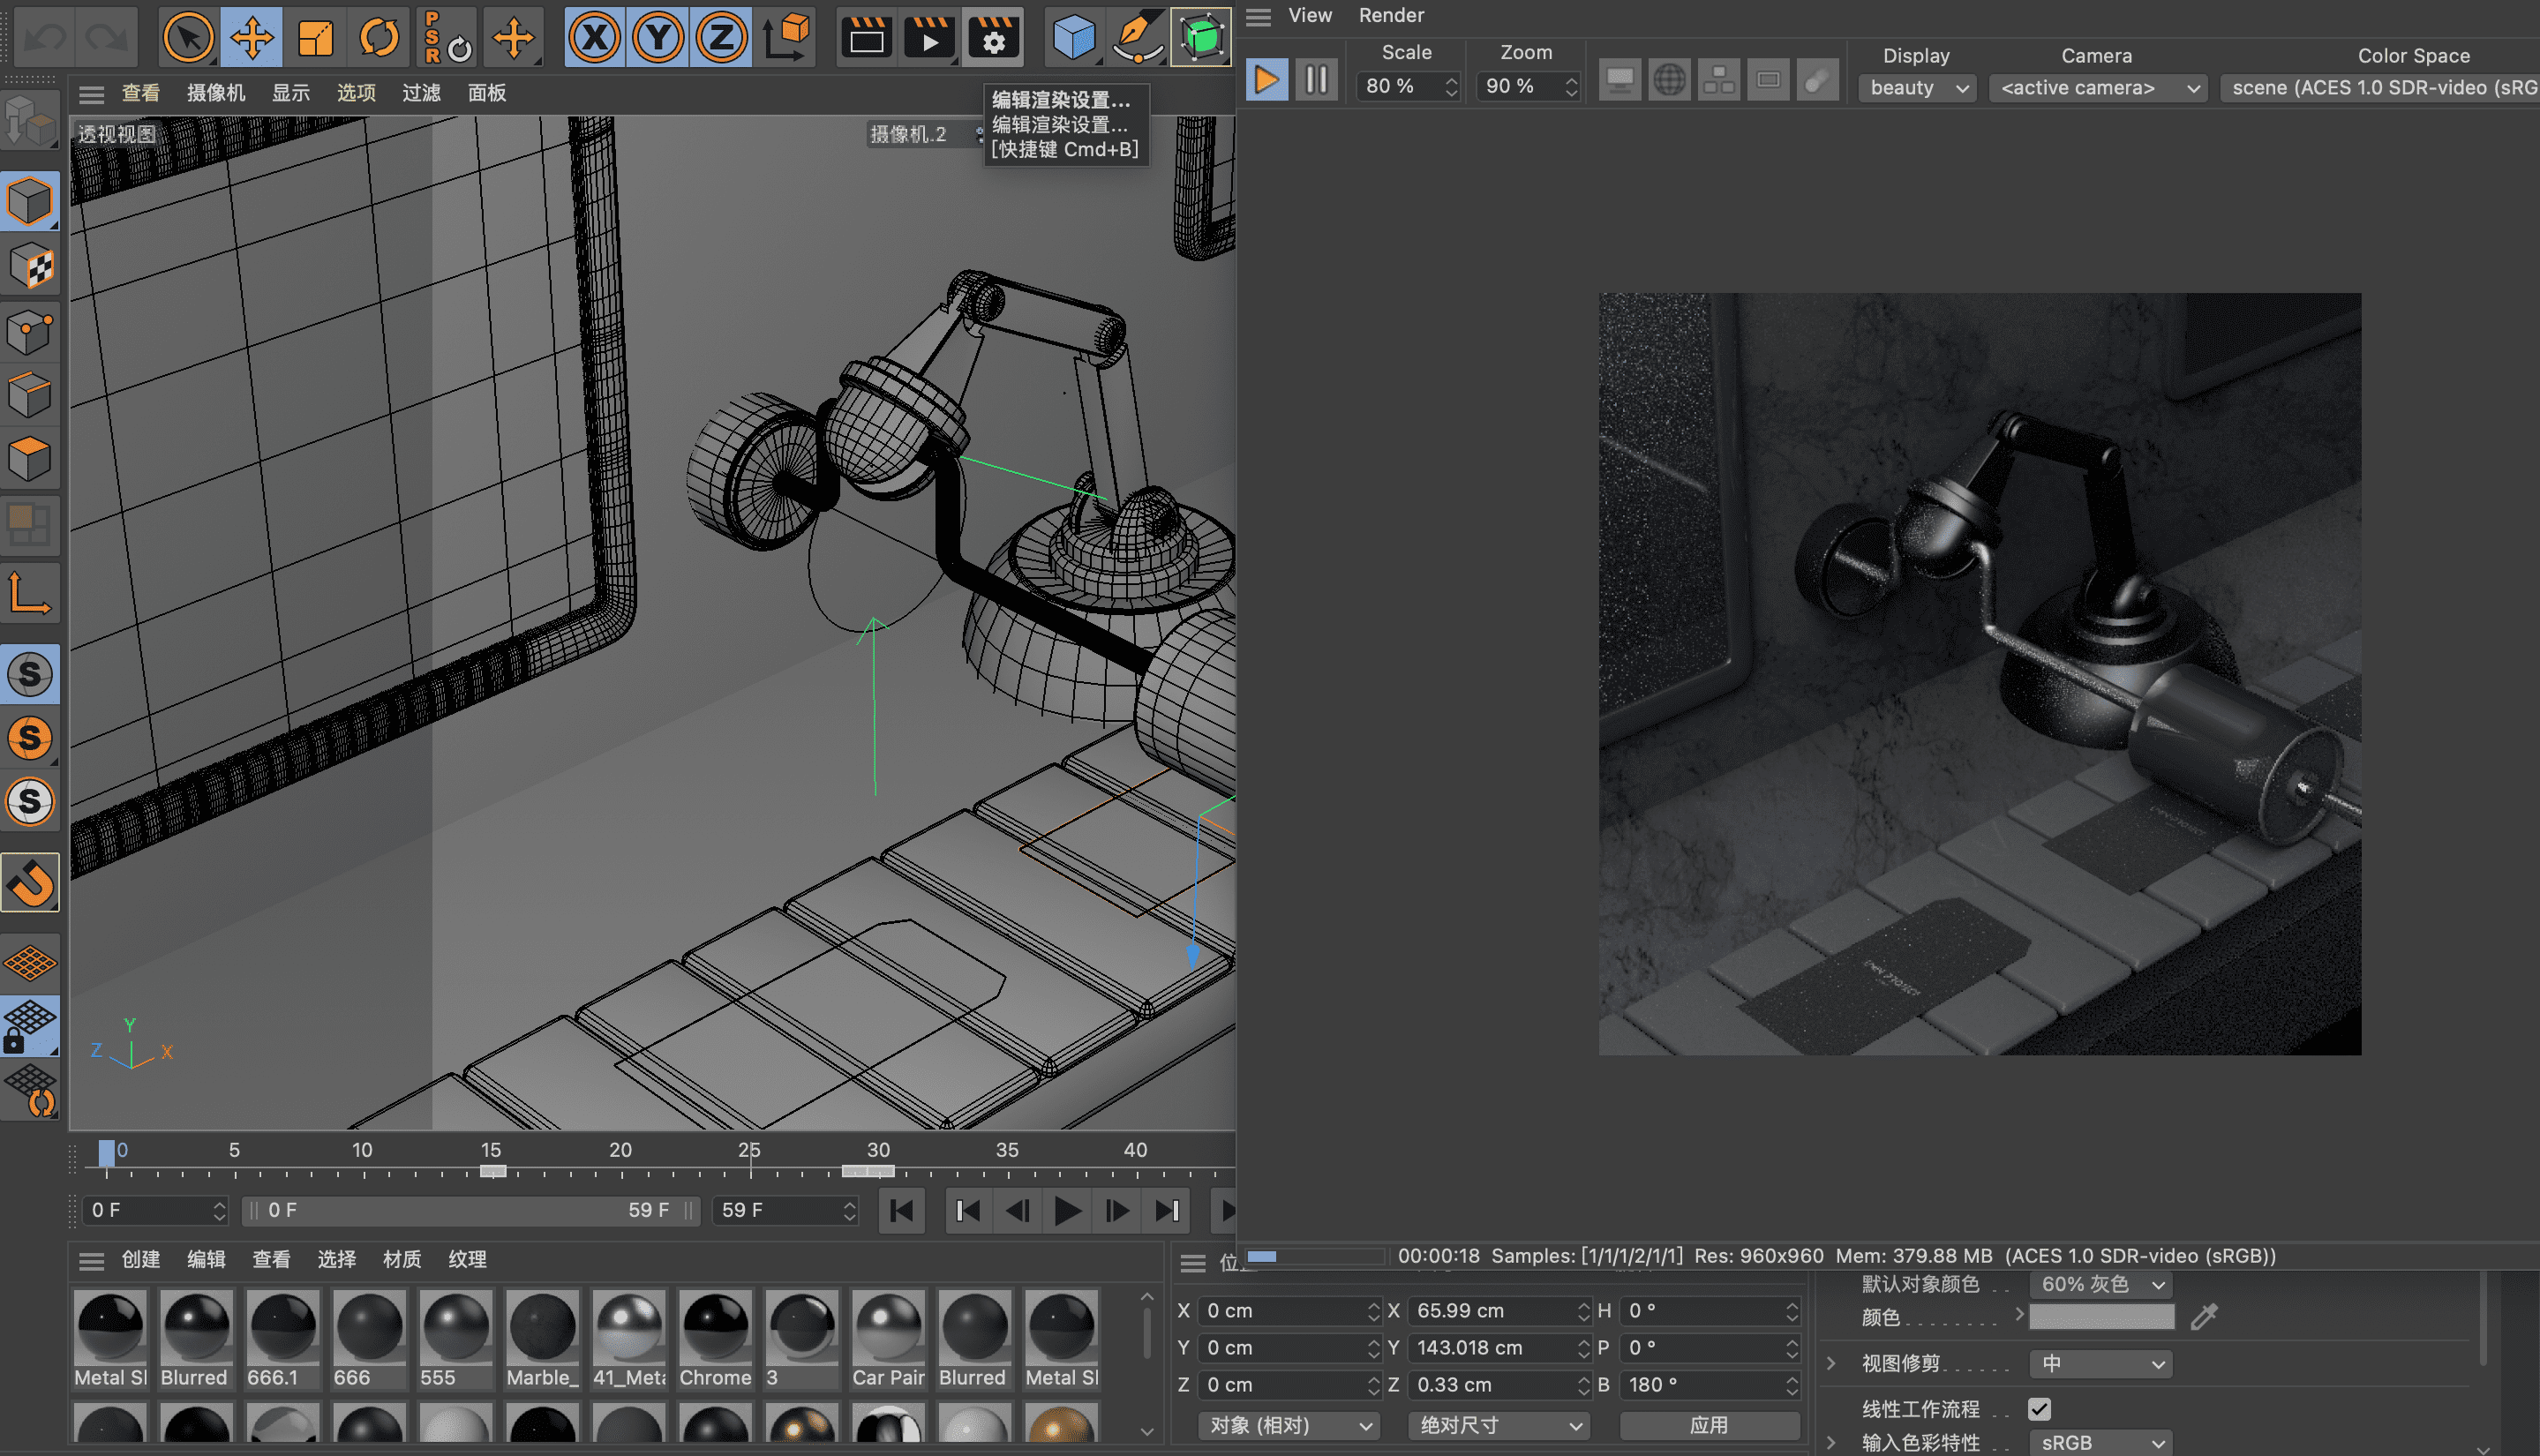 P
S
R
X
Y
Z
View Render
Scale
Zoom
Display
Camera
Color Space
80 %
90 %
beauty
<active camera>
scene (ACES 1.0 SDR-video (sRG
查看 摄像机 显示 选项 过滤 面板
编辑渲染设置...
编辑渲染设置...
[快捷键 Cmd+B]
透视视图
摄像机.2
S
S
S
Y
Z
X
0 5 10 15 20 25 30 35 40
0 F
0 F
59 F
59 F
创建 编辑 查看 选择 材质 纹理
00:00:18 Samples: [1/1/1/2/1/1] Res: 960x960 Mem: 379.88 MB (ACES 1.0 SDR-video (sRGB))
默认对象颜色
60% 灰色
颜色
视图修剪
中
线性工作流程
输入色彩特性
sRGB
X 0 cm X 65.99 cm H 0 °
Y 0 cm Y 143.018 cm P 0 °
Z 0 cm Z 0.33 cm B 180 °
对象 (相对) 绝对尺寸 应用
Metal Sl Blurred 666.1 666 555 Marble_ 41_Meta Chrome 3 Car Pain Blurred Metal Sl